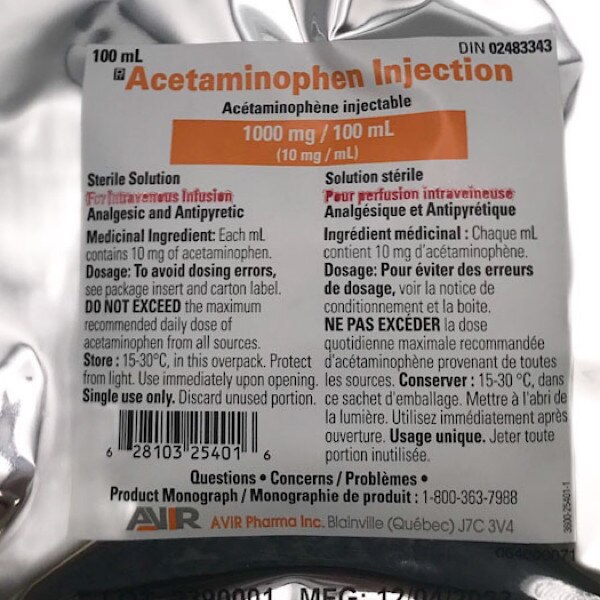 100 mL
DIN 02483343
Pr Acetaminophen Injection
Acétaminophène injectable
1000 mg / 100 mL
(10 mg / mL)
Sterile Solution
For Intravenous Infusion
Analgesic and Antipyretic
Medicinal Ingredient: Each mL
contains 10 mg of acetaminophen.
Dosage: To avoid dosing errors,
see package insert and carton label.
DO NOT EXCEED the maximum
recommended daily dose of
acetaminophen from all sources.
Store : 15-30°C, in this overpack. Protect
from light. Use immediately upon opening.
Single use only. Discard unused portion.
Solution stérile
Pour perfusion intraveineuse
Analgésique et Antipyrétique
Ingrédient médicinal : Chaque mL
contient 10 mg d'acétaminophène.
Dosage: Pour éviter des erreurs
de dosage, voir la notice de
conditionnement et la boite.
NE PAS EXCÉDER la dose
quotidienne maximale recommandée
d'acétaminophène provenant de toutes
les sources. Conserver : 15-30 °C, dans
ce sachet d'emballage. Mettre à l'abri de
la lumière. Utilisez immédiatement après
ouverture. Usage unique. Jeter toute
portion inutilisée.
6 28103 25401 6
Questions • Concerns / Problèmes •
Product Monograph / Monographie de produit : 1-800-363-7988
AVIR AVIR Pharma Inc. Blainville (Québec) J7C 3V4
3600-25401-1
MFG: 12/04/2023